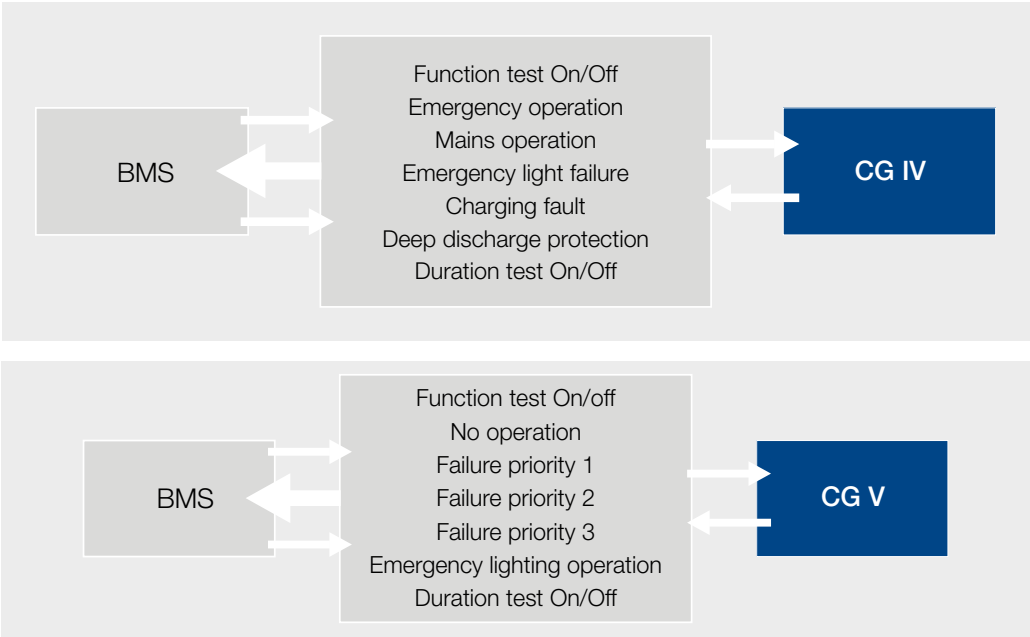 BMS
Function test On/Off
Emergency operation
Mains operation
Emergency light failure
Charging fault
Deep discharge protection
Duration test On/Off
CG IV
BMS
Function test On/off
No operation
Failure priority 1
Failure priority 2
Failure priority 3
Emergency lighting operation
Duration test On/Off
CG V